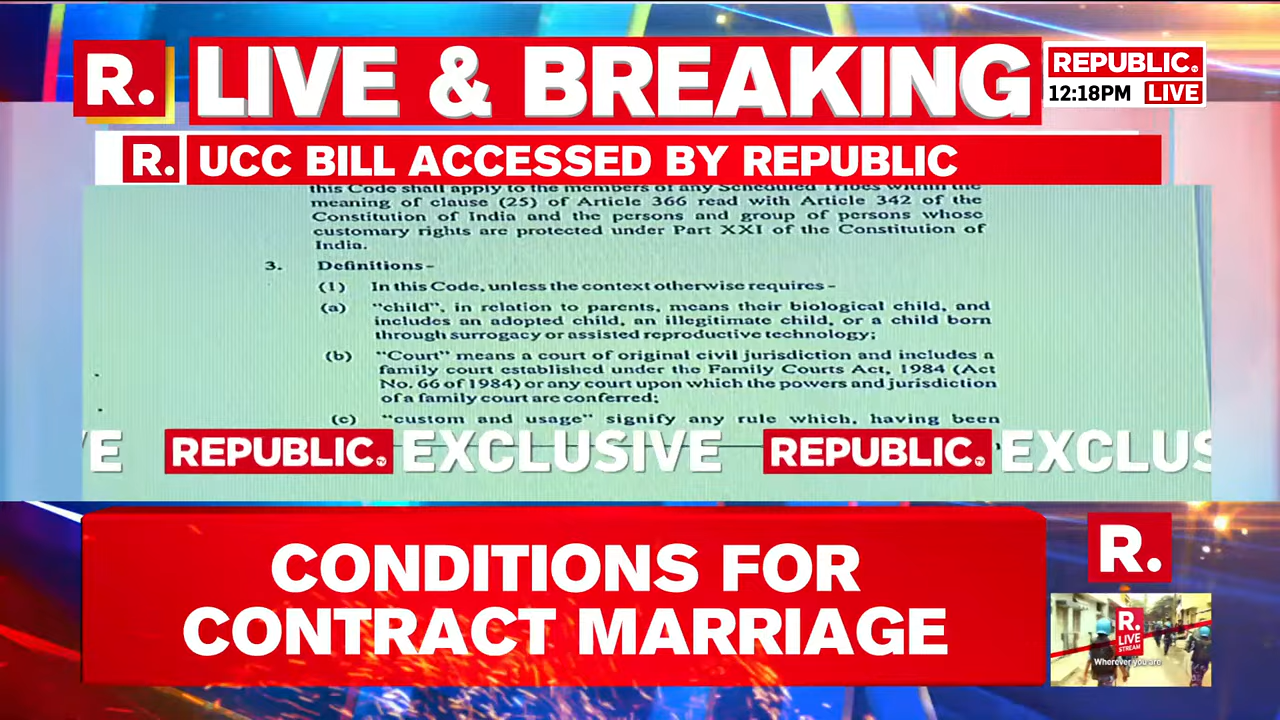 R. LIVE & BREAKING
REPUBLIC.TV
12:18PM LIVE
R. UCC BILL ACCESSED BY REPUBLIC
this Code shall apply to the members of any Scheduled Tribes within the
meaning of clause (25) of Article 366 read with Article 342 of the
Constitution of India and the persons and group of persons whose
customary rights are protected under Part XXI of the Constitution of
India.
3. Definitions-
(1) In this Code, unless the context otherwise requires -
(a) "child", in relation to parents, means their biological child, and
includes an adopted child, an illegitimate child, or a child born
through surrogacy or assisted reproductive technology;
(b) "Court" means a court of original civil jurisdiction and includes a
family court established under the Family Courts Act, 1984 (Act
No. 66 of 1984) or any court upon which the powers and jurisdiction
of a family court are conferred;
(c) "custom and usage" signify any rule which, having been
VE REPUBLIC.TV EXCLUSIVE REPUBLIC.TV EXCLUS
CONDITIONS FOR
CONTRACT MARRIAGE
R.
R.
LIVE
STREAM
Wherever you are